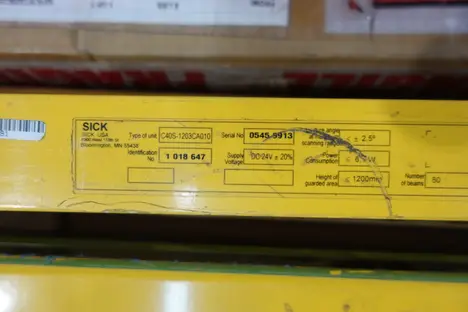 SICK
SICK USA
Bloomington, MN 55438
Type of unit C40S-1203CA010
Identification No. 1 018 647
Serial No 0545 5913
Supply Voltage DC 24V ± 20%
angle
scanning ≤ ± 2.5°
Power consumption
Height of guarded area ≤ 1200mm
Number of beams